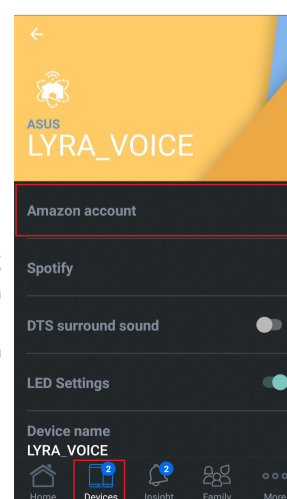 ASUS
LYRA_VOICE
Amazon account
Spotify
DTS surround sound
LED Settings
Device name
LYRA_VOICE
2
2
Home Devices Insight Family More